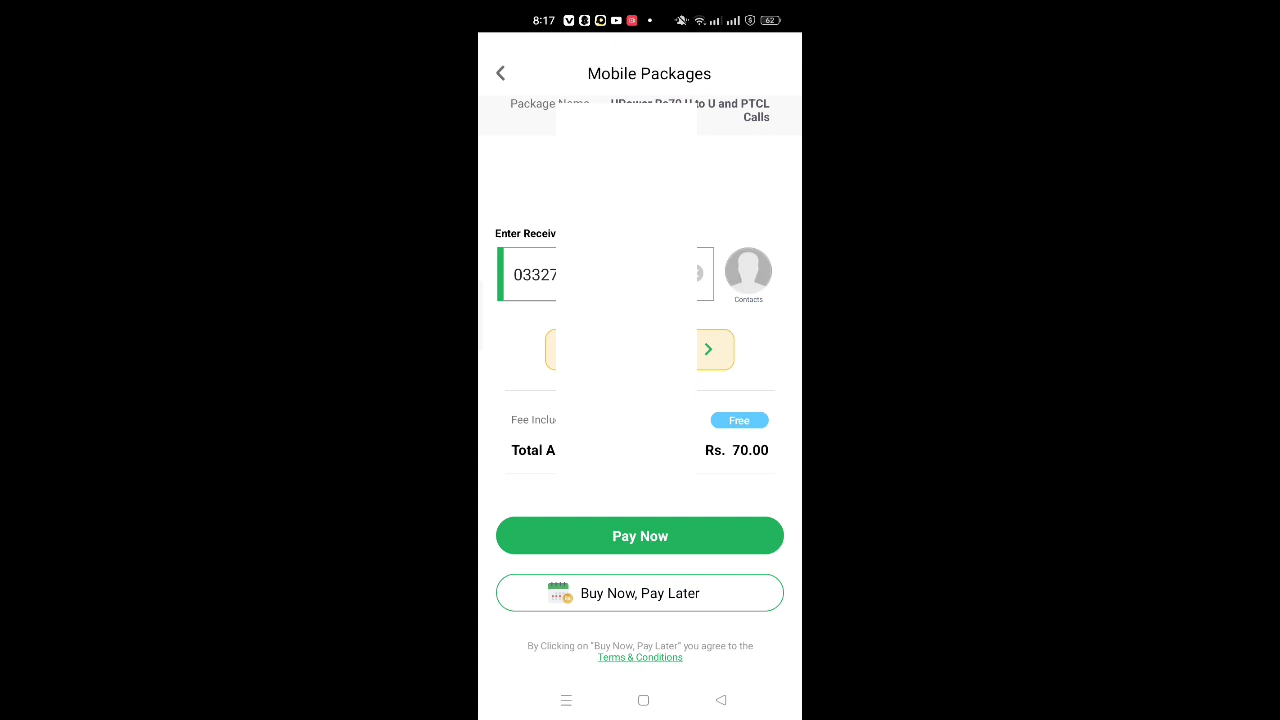 8:17
62
Mobile Packages
Package Name UPower Rs70 U to U and PTCL
Calls
Enter Receiv
03327
Contacts
Fee Inclu Free
Total A Rs. 70.00
Pay Now
Buy Now, Pay Later
By Clicking on "Buy Now, Pay Later" you agree to the
Terms & Conditions